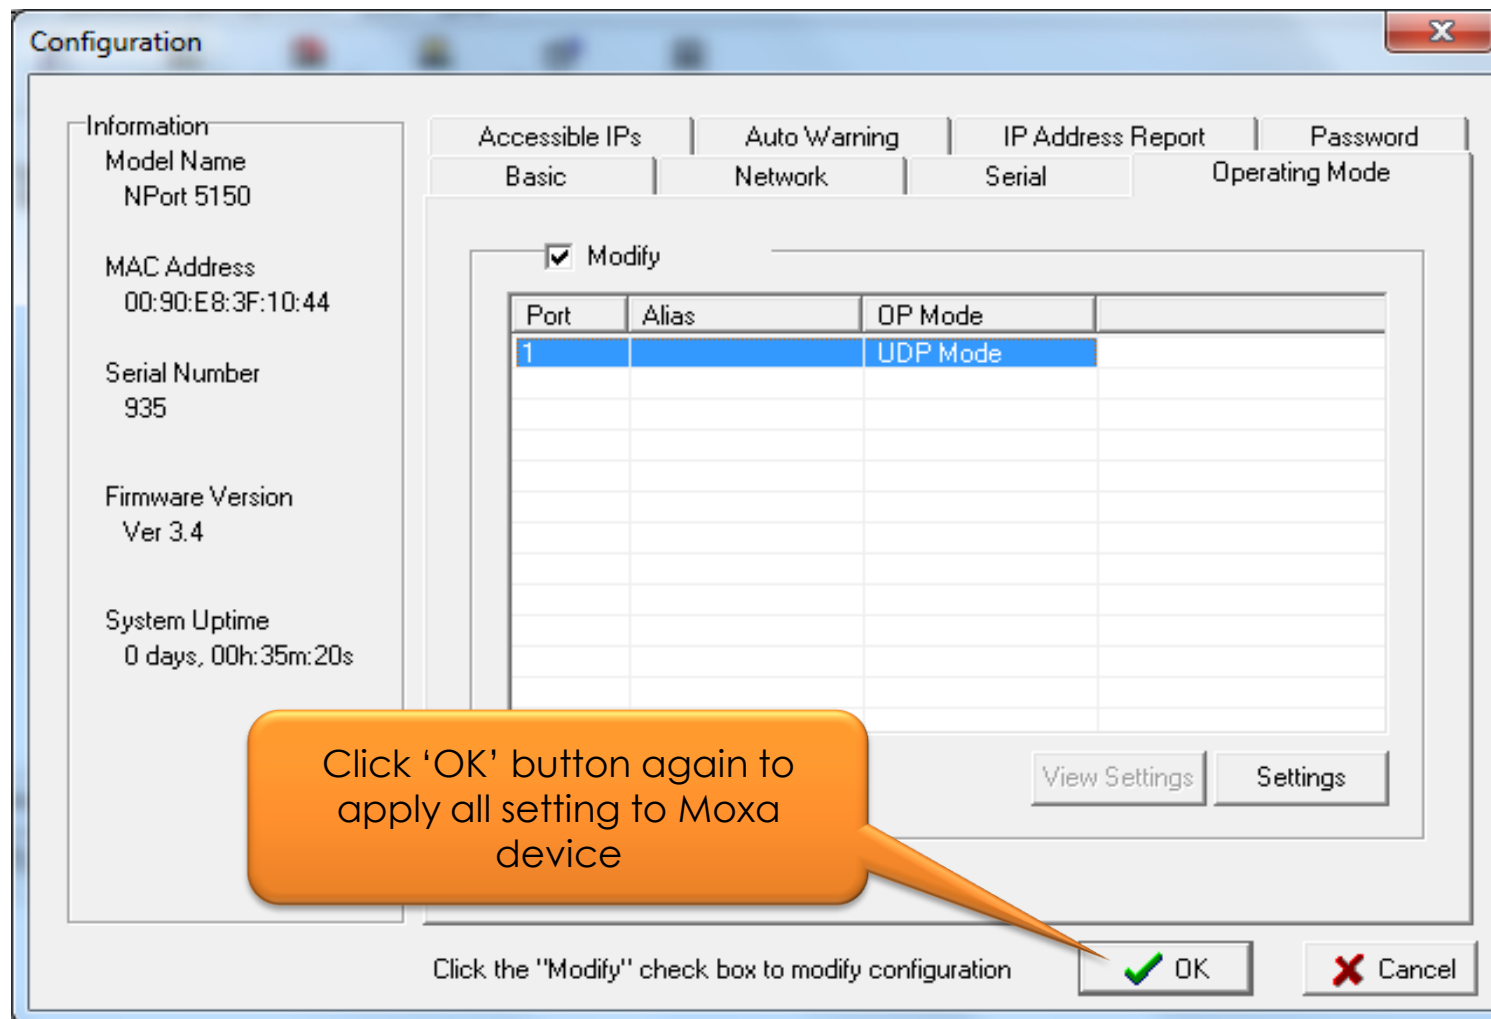 Configuration
Information
Model Name
NPort 5150
MAC Address
00:90:E8:3F:10:44
Serial Number
935
Firmware Version
Ver 3.4
System Uptime
0 days, 00h:35m:20s
Accessible IPs
Auto Warning
IP Address Report
Password
Basic
Network
Serial
Operating Mode
Modify
Port
Alias
OP Mode
1
UDP Mode
View Settings
Settings
Click ‘OK’ button again to
apply all setting to Moxa
device
Click the "Modify" check box to modify configuration
OK
Cancel